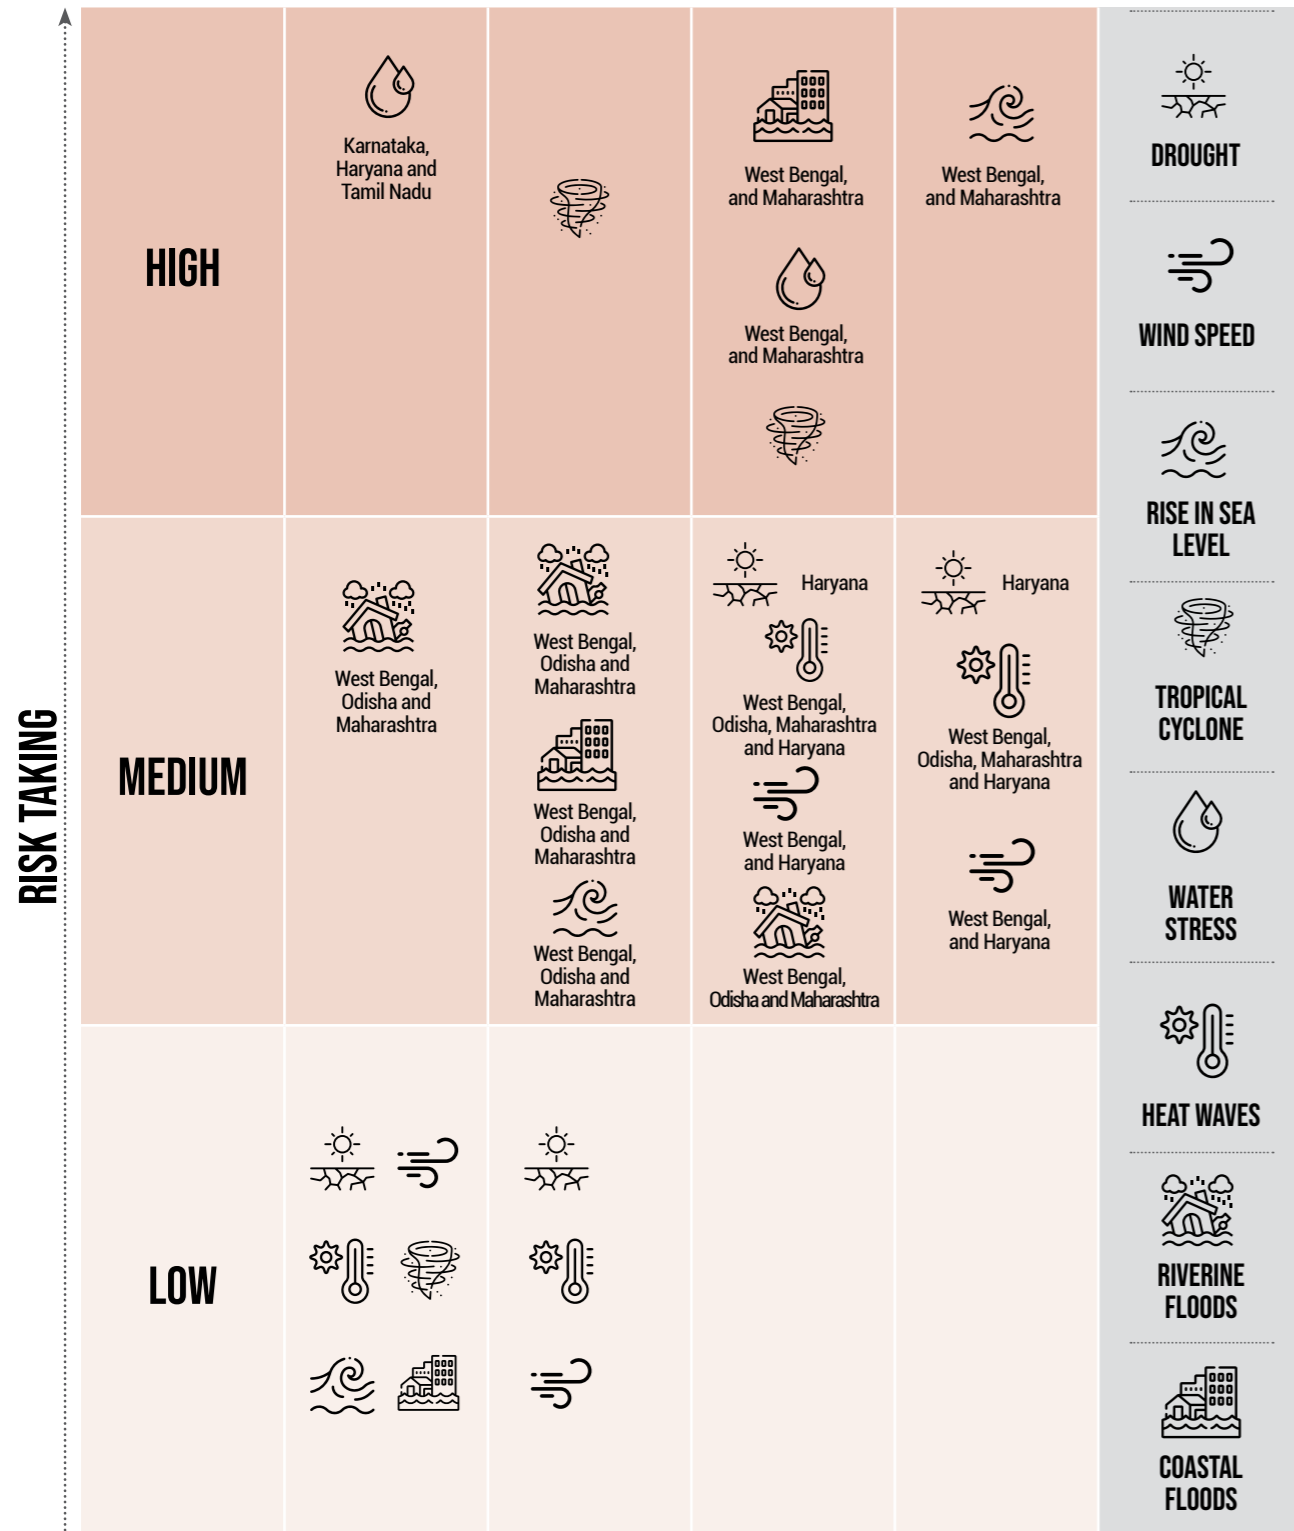 RISK TAKING
HIGH
Karnataka,
Haryana and
Tamil Nadu
West Bengal,
and Maharashtra
West Bengal,
and Maharashtra
West Bengal,
and Maharashtra
MEDIUM
West Bengal,
Odisha and
Maharashtra
West Bengal,
Odisha and
Maharashtra
West Bengal,
Odisha and
Maharashtra
West Bengal,
Odisha and
Maharashtra
Haryana
West Bengal,
Odisha, Maharashtra
and Haryana
West Bengal,
and Haryana
West Bengal,
Odisha and Maharashtra
Haryana
West Bengal,
Odisha, Maharashtra
and Haryana
West Bengal,
and Haryana
LOW
DROUGHT
WIND SPEED
RISE IN SEA
LEVEL
TROPICAL
CYCLONE
WATER
STRESS
HEAT WAVES
RIVERINE
FLOODS
COASTAL
FLOODS